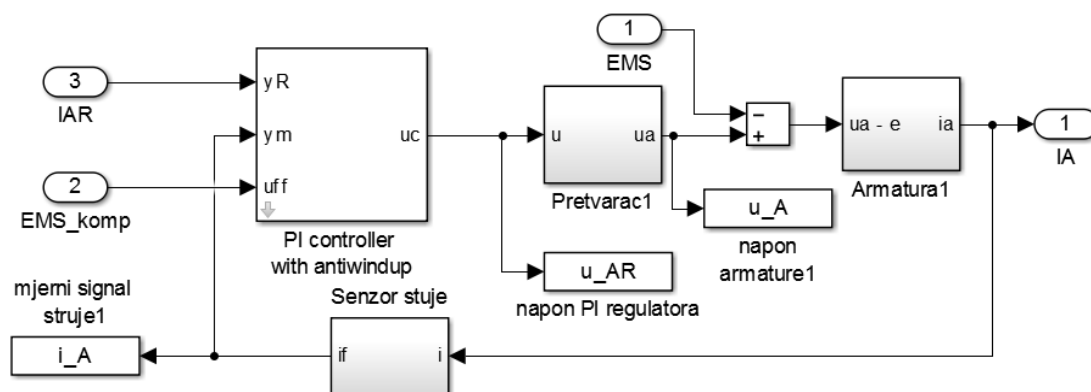 3
IAR
2
EMS_komp
yR
ym
uff
uc
PI controller
with antiwindup
1
EMS
u
ua
Pretvarac1
−
+
ua - e
ia
Armatura1
1
IA
u_A
napon
armature1
u_AR
napon PI regulatora
mjerni signal
struje1
i_A
Senzor stuje
if
i